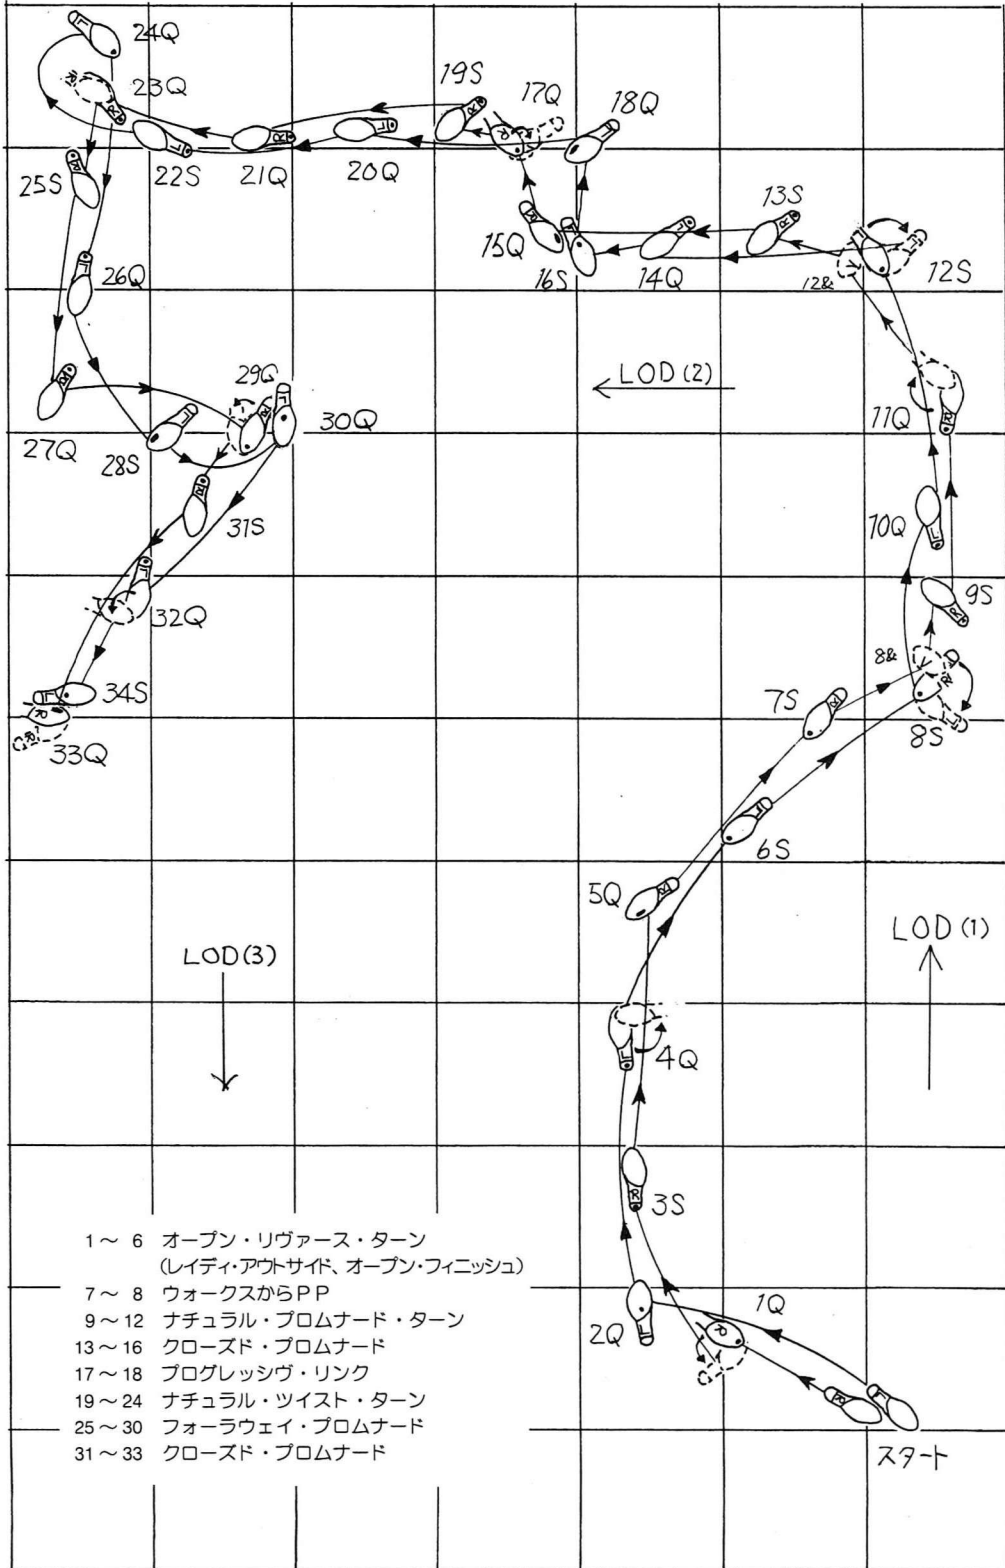 24Q
23Q
19S
17Q
18Q
25S
22S
21Q
20Q
15Q
16S
14Q
13S
12&
12S
26Q
29Q
LOD(2)
27Q
28S
30Q
11Q
31S
10Q
32Q
9S
34S
33Q
8&
7S
8S
6S
5Q
LOD(3)
LOD(1)
4Q
3S
1～6 オープン・リヴァース・ターン
(レイディ・アウトサイド、オープン・フィニッシュ)
7～8 ウォークスからPP
9～12 ナチュラル・プロムナード・ターン
13～16 クローズド・プロムナード
17～18 プログレッシヴ・リンク
19～24 ナチュラル・ツイスト・ターン
25～30 フォーラウェイ・プロムナード
31～33 クローズド・プロムナード
2Q
1Q
スタート